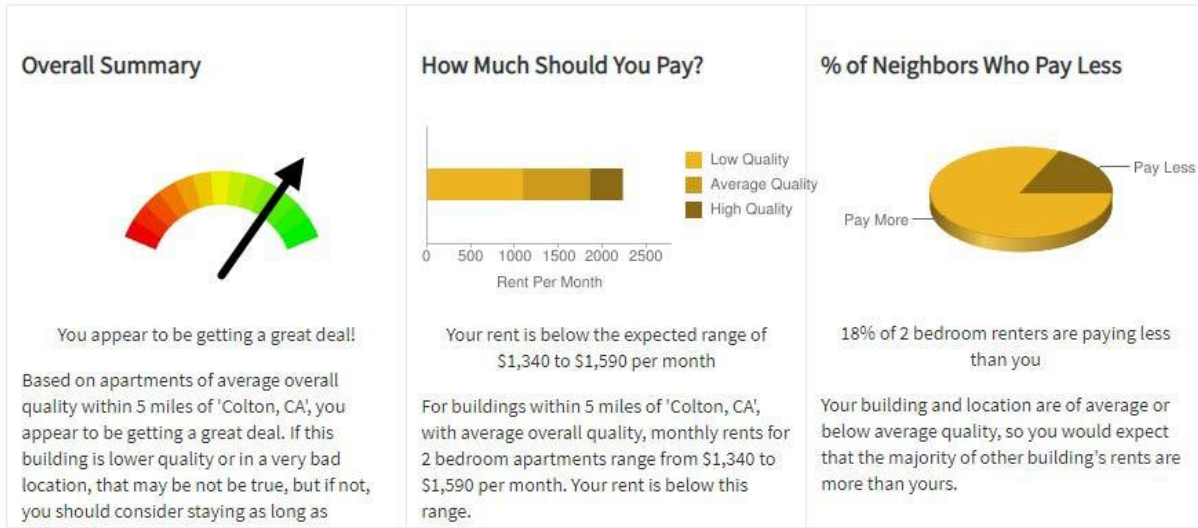 Overall Summary
You appear to be getting a great deal!
Based on apartments of average overall
quality within 5 miles of 'Colton, CA', you
appear to be getting a great deal. If this
building is lower quality or in a very bad
location, that may be not be true, but if not,
you should consider staying as long as
How Much Should You Pay?
Low Quality
Average Quality
High Quality
0 500 1000 1500 2000 2500
Rent Per Month
Your rent is below the expected range of
$1,340 to $1,590 per month
For buildings within 5 miles of 'Colton, CA',
with average overall quality, monthly rents for
2 bedroom apartments range from $1,340 to
$1,590 per month. Your rent is below this
range.
% of Neighbors Who Pay Less
Pay Less
Pay More
18% of 2 bedroom renters are paying less
than you
Your building and location are of average or
below average quality, so you would expect
that the majority of other building's rents are
more than yours.